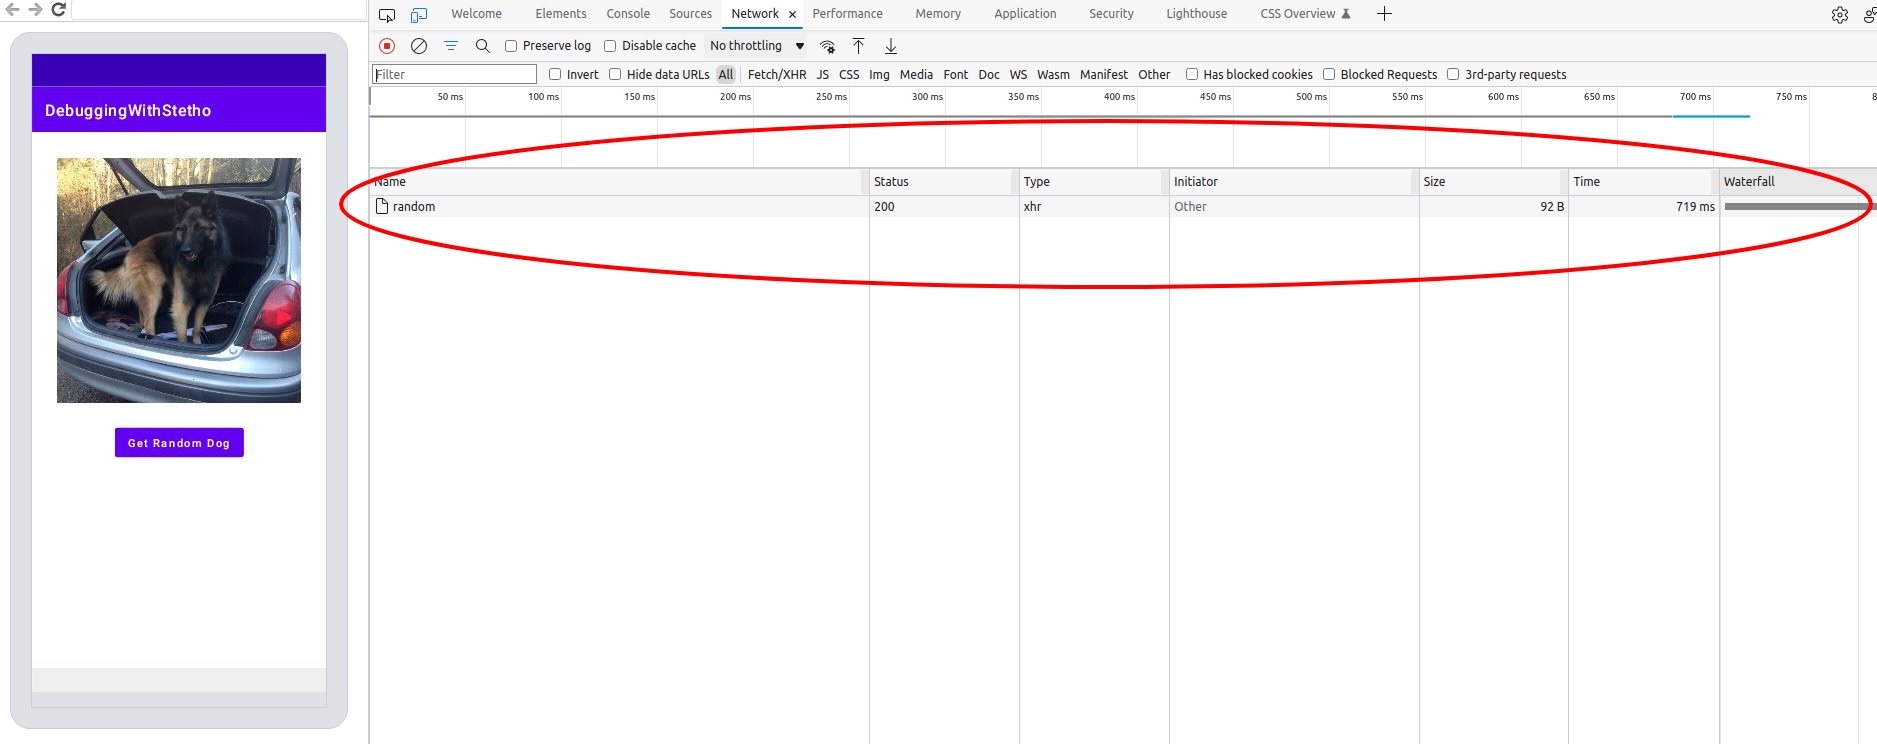 Welcome Elements Console Sources Network × Performance Memory Application Security Lighthouse CSS Overview
Preserve log Disable cache No throttling
Filter Invert Hide data URLs All Fetch/XHR JS CSS Img Media Font Doc WS Wasm Manifest Other Has blocked cookies Blocked Requests 3rd-party requests
50 ms 100 ms 150 ms 200 ms 250 ms 300 ms 350 ms 400 ms 450 ms 500 ms 550 ms 600 ms 650 ms 700 ms 750 ms 8
DebuggingWithStetho
Name Status Type Initiator Size Time Waterfall
random 200 xhr Other 92 B 719 ms
Get Random Dog